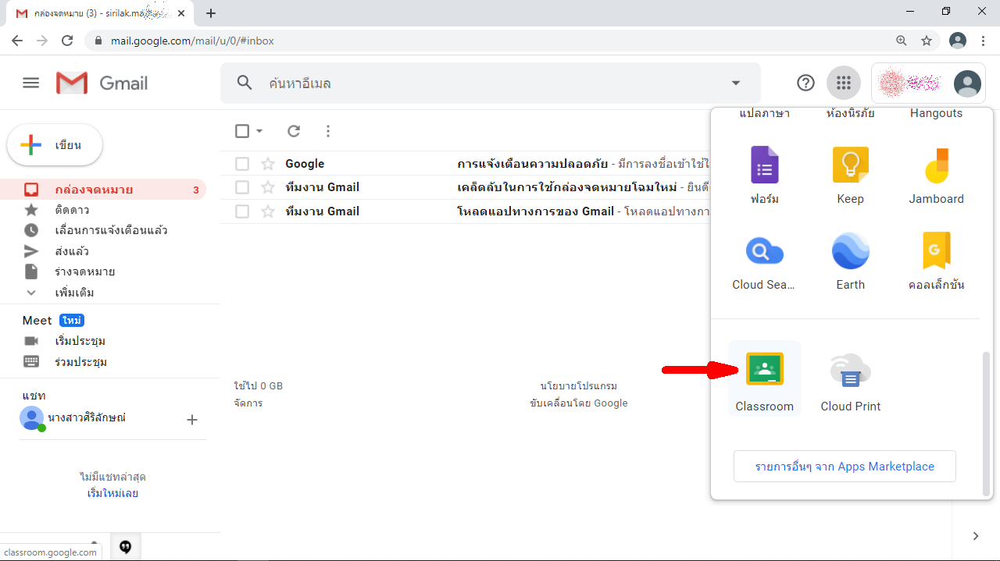 กล่องจดหมาย (3) - sirilak.ma
mail.google.com/mail/u/0/#inbox
Gmail
ค้นหาอีเมล
เขียน
กล่องจดหมาย 3
ติดดาว
เลื่อนการแจ้งเตือนแล้ว
ส่งแล้ว
ร่างจดหมาย
เพิ่มเติม
Meet ใหม่
เริ่มประชุม
ร่วมประชุม
แชท
นางสาวศิริลักษณ์
ไม่มีแชทล่าสุด
เริ่มใหม่เลย
classroom.google.com
Google การแจ้งเตือนความปลอดภัย - มีการลงชื่อเข้าใช้
ทีมงาน Gmail เคล็ดลับในการใช้กล่องจดหมายโฉมใหม่ - ยินดี
ทีมงาน Gmail โหลดแอปทางการของ Gmail - โหลดแอปทางกา
ใช้ไป 0 GB
จัดการ
นโยบายโปรแกรม
ขับเคลื่อนโดย Google
แปลภาษา ห้องนิรภัย Hangouts
ฟอร์ม Keep Jamboard
Cloud Sea... Earth คอลเล็กชัน
G
Classroom Cloud Print
รายการอื่นๆ จาก Apps Marketplace